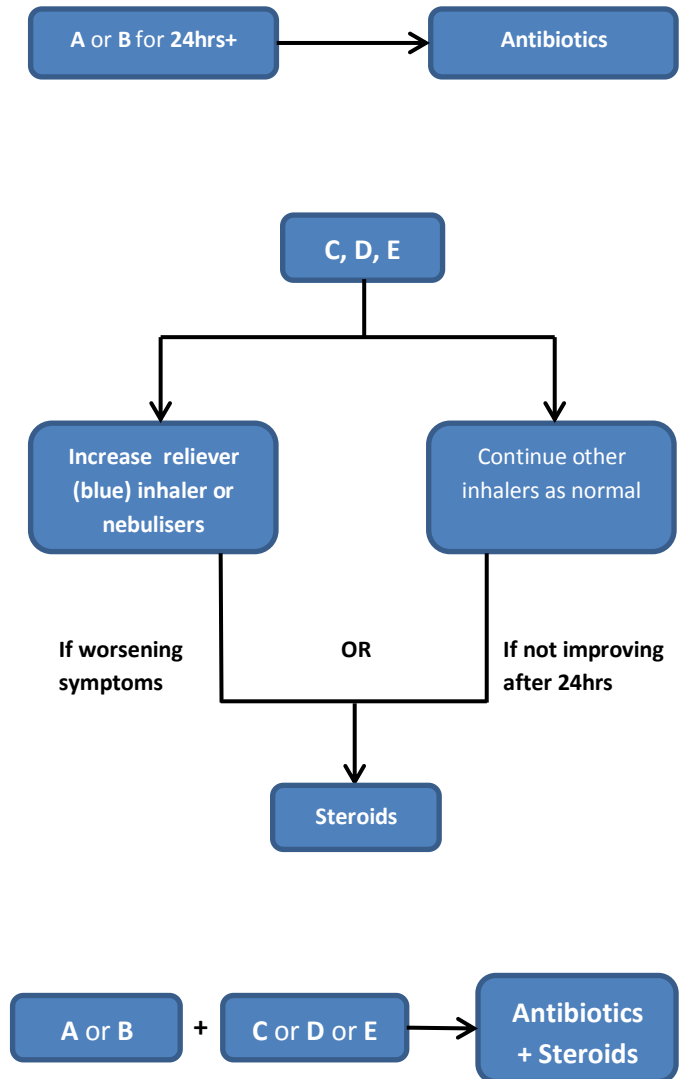 A or B for 24hrs+
Antibiotics
C, D, E
Increase reliever
(blue) inhaler or
nebulisers
Continue other
inhalers as normal
If worsening
symptoms
OR
If not improving
after 24hrs
Steroids
A or B
+
C or D or E
Antibiotics
+ Steroids